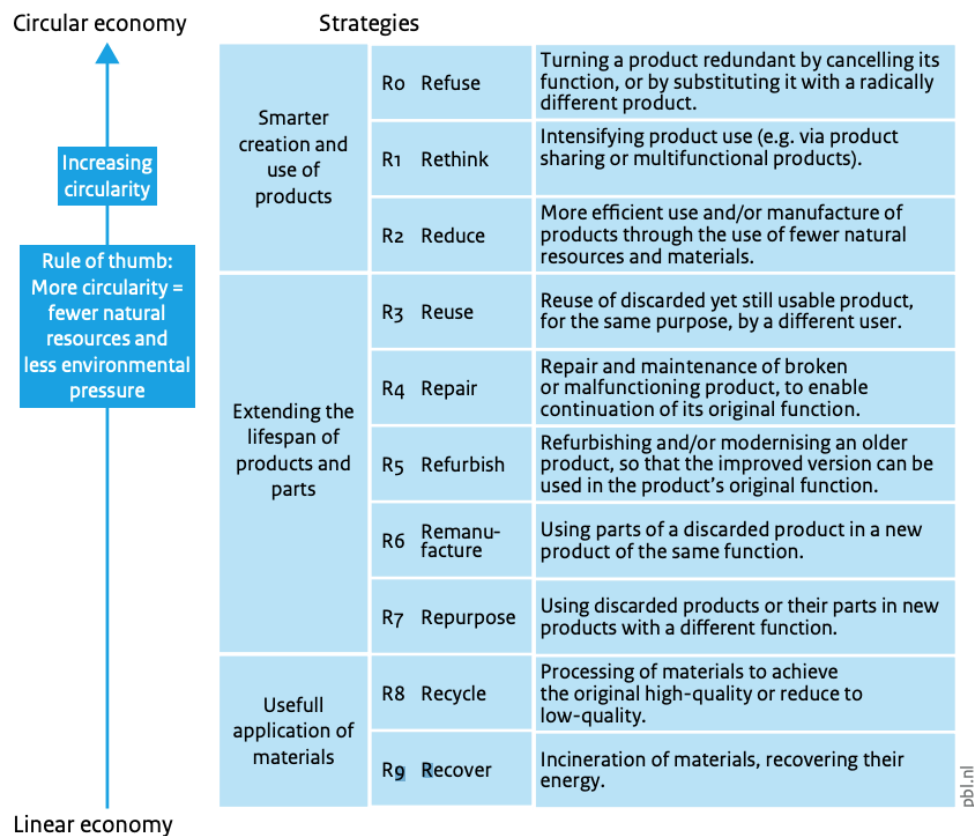 Circular economy
Strategies
Increasing
circularity
Rule of thumb:
More circularity =
fewer natural
resources and
less environmental
pressure
Linear economy
Smarter
creation and
use of
products
R0 Refuse
Turning a product redundant by cancelling its
function, or by substituting it with a radically
different product.
R1 Rethink
Intensifying product use (e.g. via product
sharing or multifunctional products).
R2 Reduce
More efficient use and/or manufacture of
products through the use of fewer natural
resources and materials.
Extending the
lifespan of
products and
parts
R3 Reuse
Reuse of discarded yet still usable product,
for the same purpose, by a different user.
R4 Repair
Repair and maintenance of broken
or malfunctioning product, to enable
continuation of its original function.
R5 Refurbish
Refurbishing and/or modernising an older
product, so that the improved version can be
used in the product's original function.
R6 Remanu-
facture
Using parts of a discarded product in a new
product of the same function.
R7 Repurpose
Using discarded products or their parts in new
products with a different function.
Usefull
application of
materials
R8 Recycle
Processing of materials to achieve
the original high-quality or reduce to
low-quality.
R9 Recover
Incineration of materials, recovering their
energy.
pbl.nl